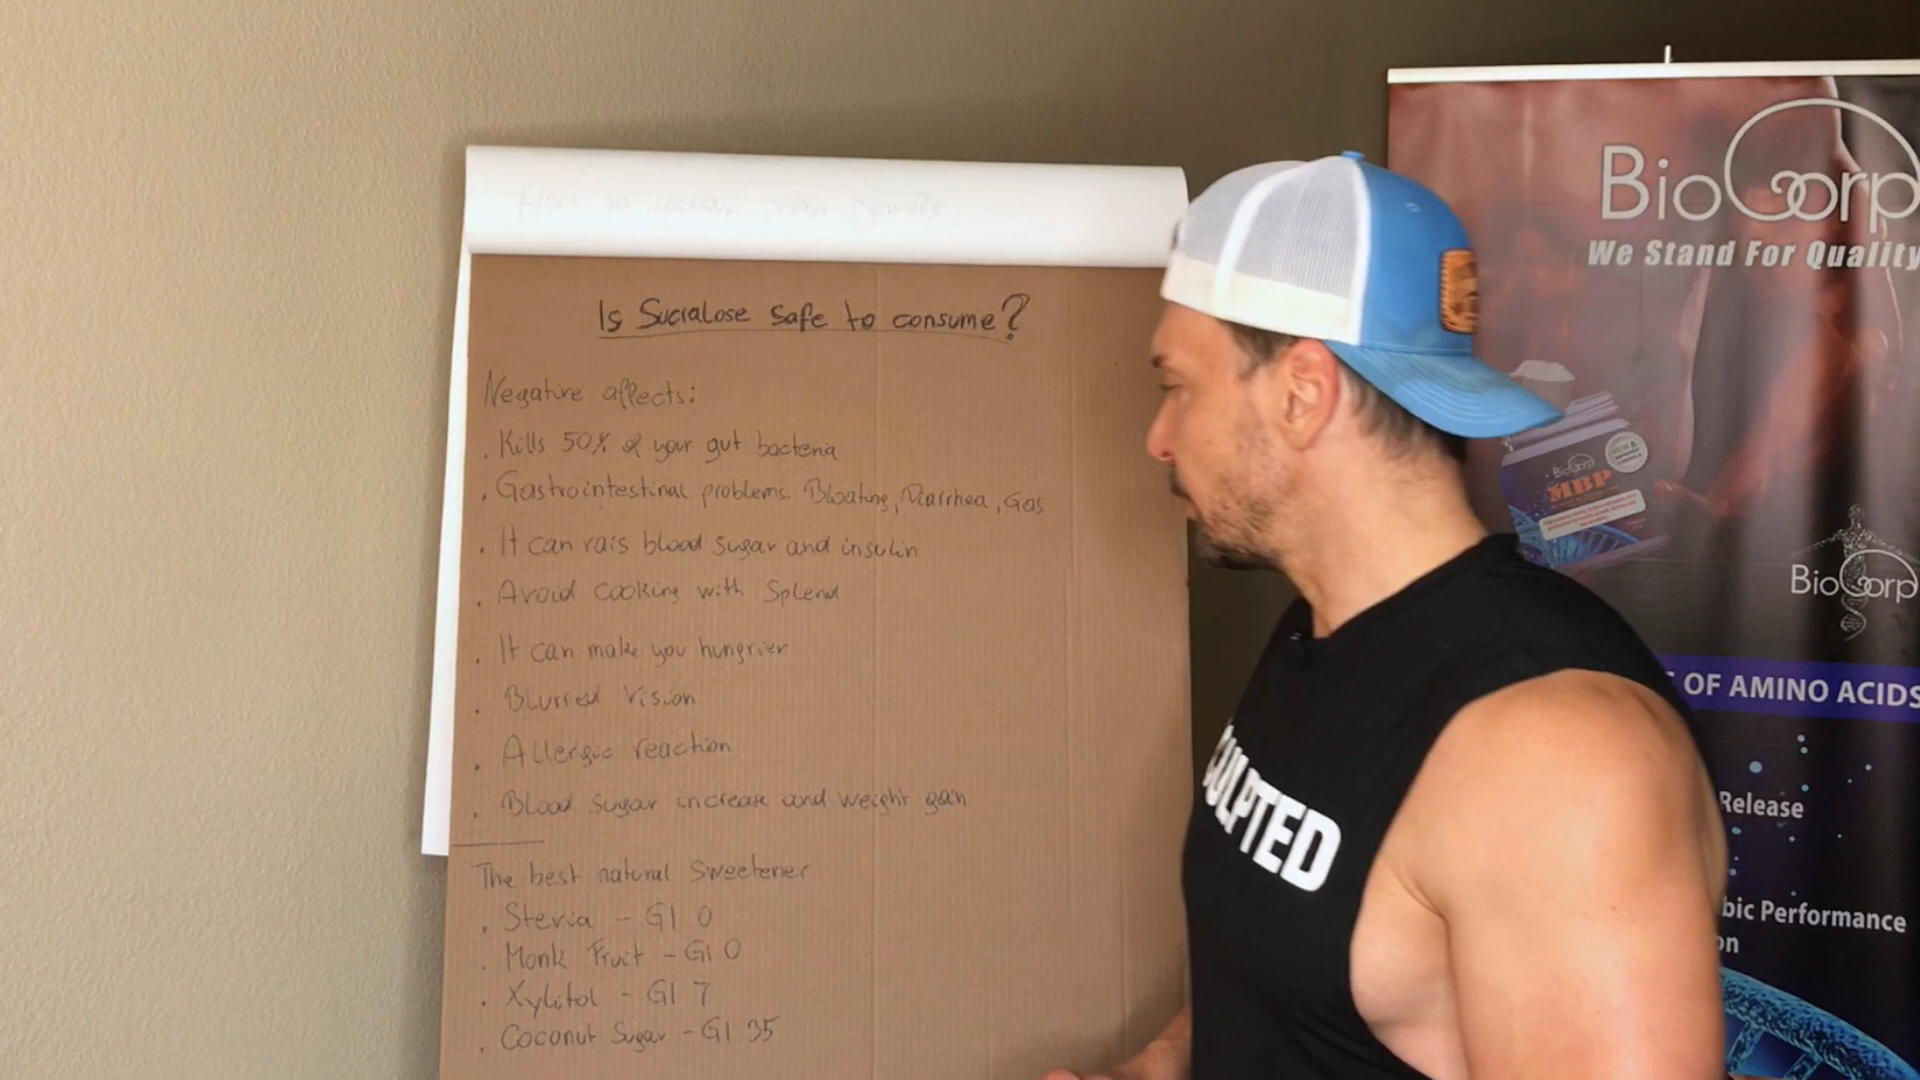 Is Sucralose safe to consume?
Negative affects:
. Kills 50% of your gut bacteria
. Gastrointestinal problems. Bloating, Diarrhea, Gas
. It can rais blood sugar and insulin
. Avoid cooking with Splend
. It can make you hungrier
. Blurred Vision
. Allergic reaction
. Blood sugar increase and weight gain
The best natural Sweetener
. Stevia - GI 0
. Monk Fruit - GI 0
. Xylitol - GI 7
. Coconut Sugar - GI 35
SCULPTED
BioCorp
We Stand For Quality
BioCorp
MBP
BioCorp
OF AMINO ACIDS
Release
bic Performance
on